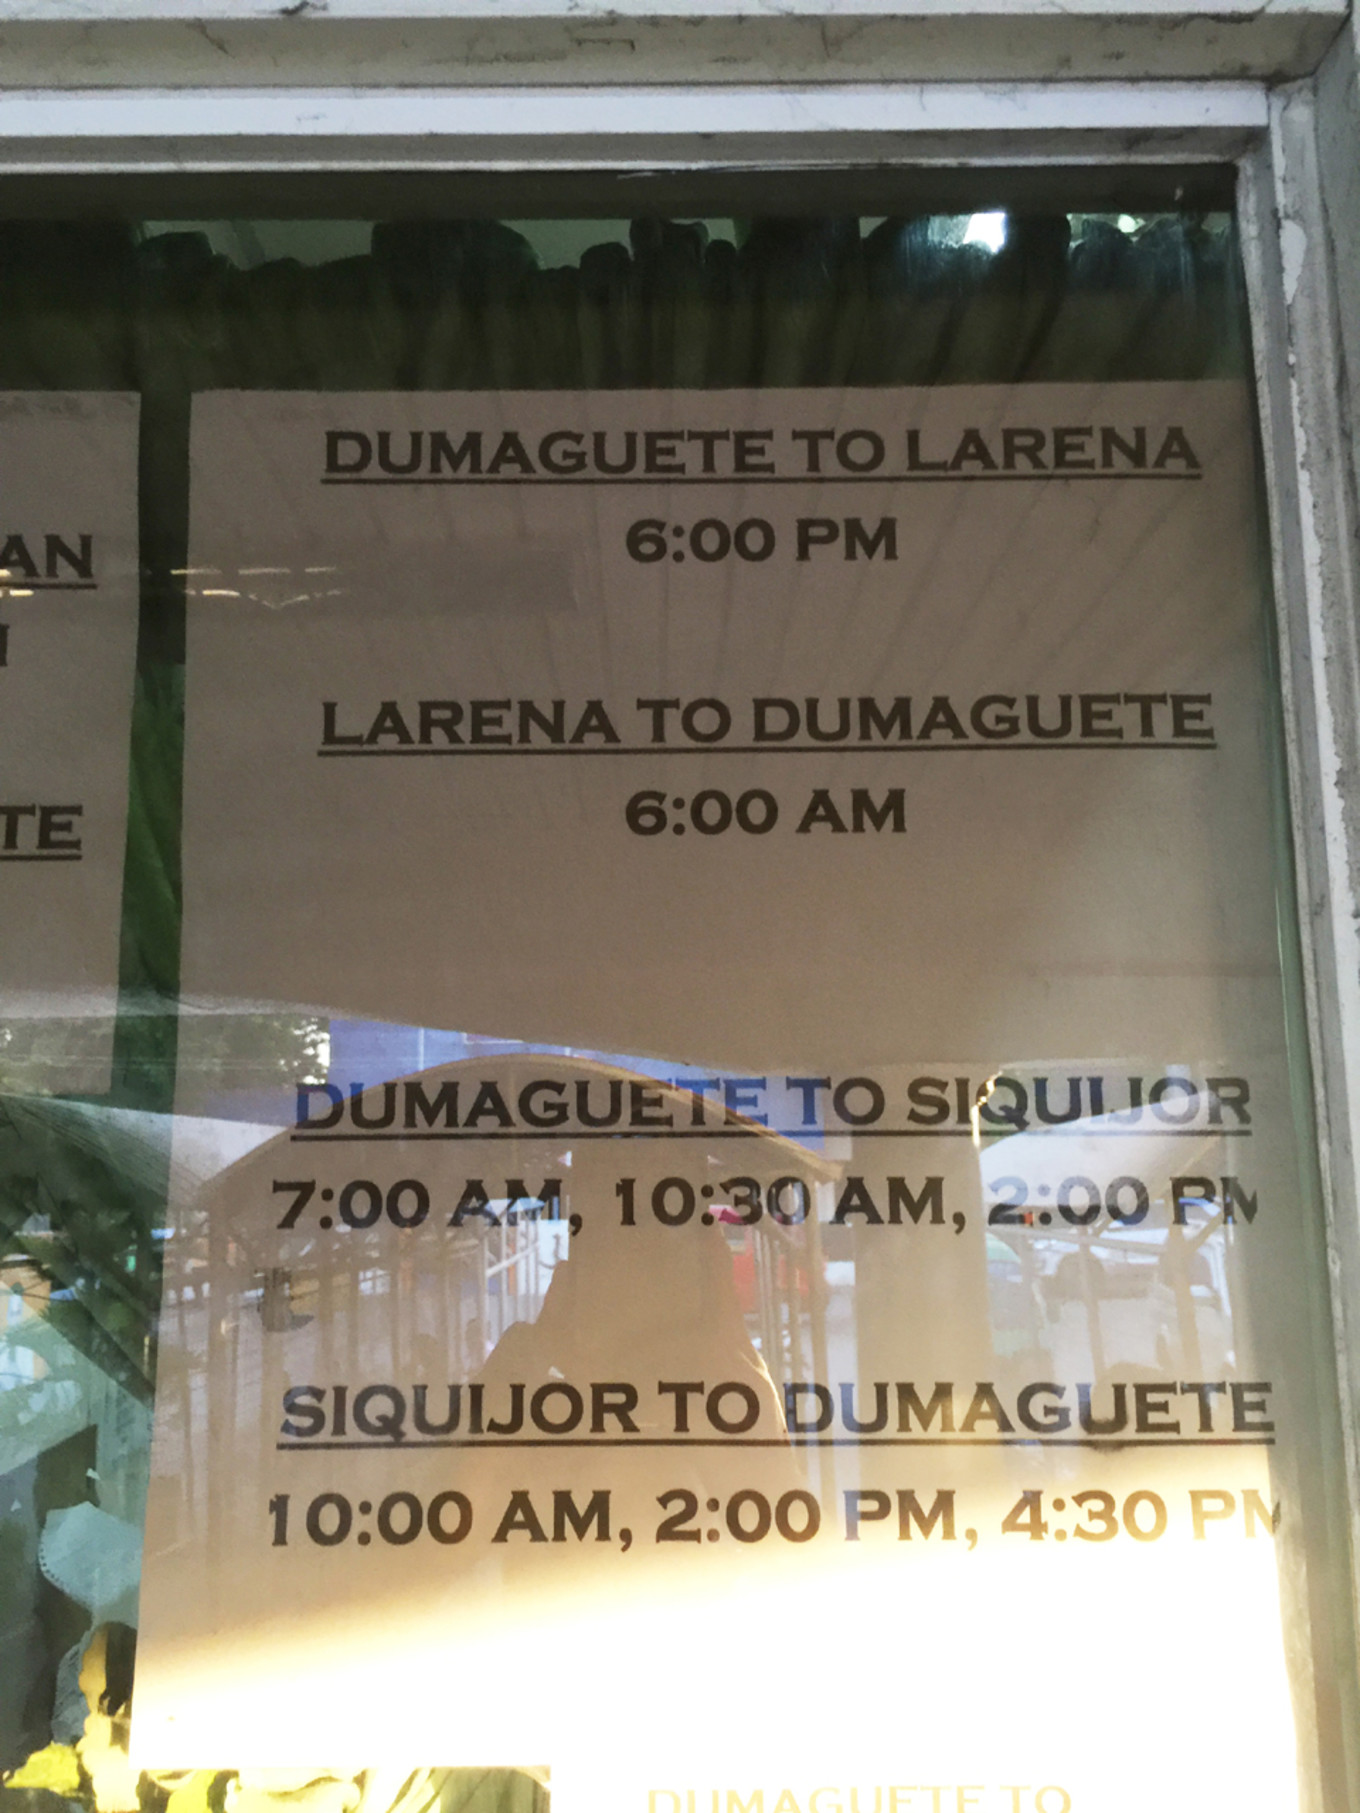 AN
TE
DUMAGUETE TO LARENA
6:00 PM
LARENA TO DUMAGUETE
6:00 AM
DUMAGUETE TO SIQUIJOR
7:00 AM, 10:30 AM, 2:00 PM
SIQUIJOR TO DUMAGUETE
10:00 AM, 2:00 PM, 4:30 PM
DUMAGUETE TO